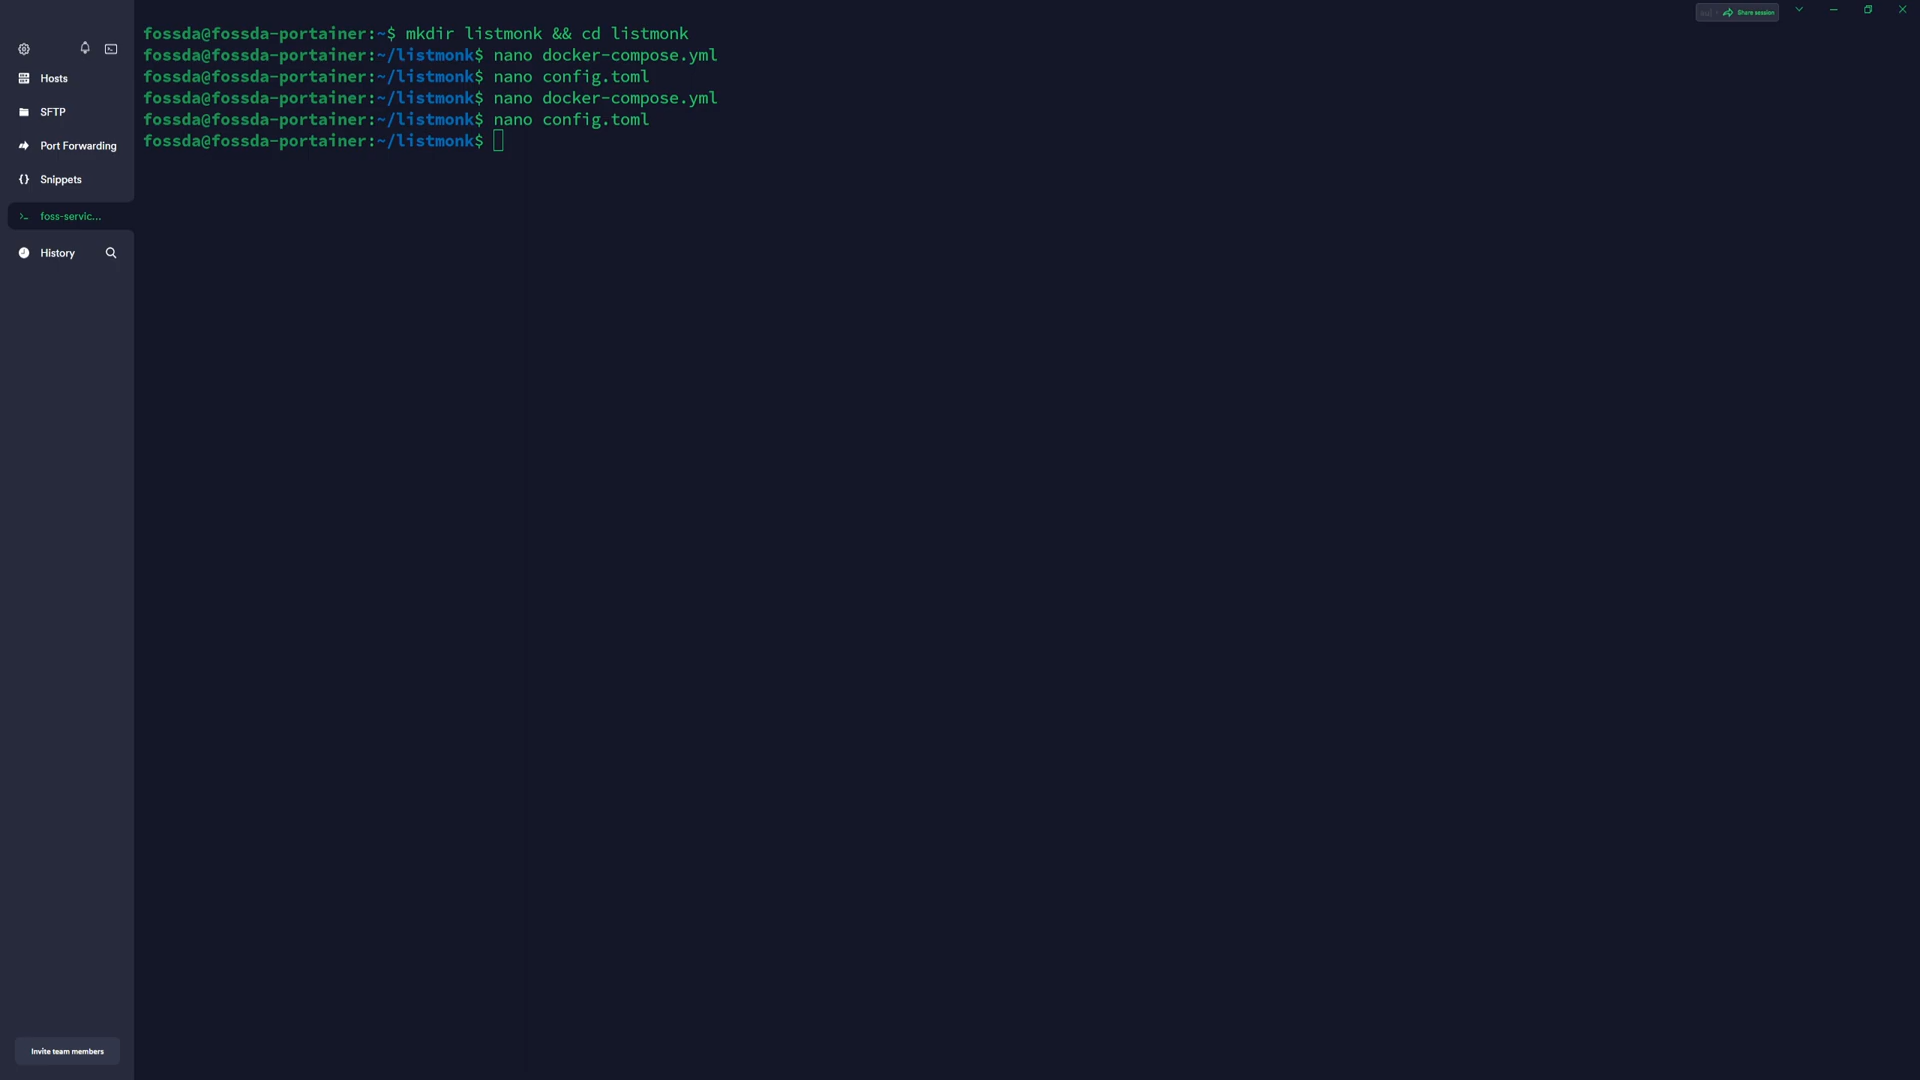 Share session
Hosts
SFTP
Port Forwarding
Snippets
foss-servic...
History
Invite team members
fossda@fossda-portainer:~$ mkdir listmonk && cd listmonk
fossda@fossda-portainer:~/listmonk$ nano docker-compose.yml
fossda@fossda-portainer:~/listmonk$ nano config.toml
fossda@fossda-portainer:~/listmonk$ nano docker-compose.yml
fossda@fossda-portainer:~/listmonk$ nano config.toml
fossda@fossda-portainer:~/listmonk$